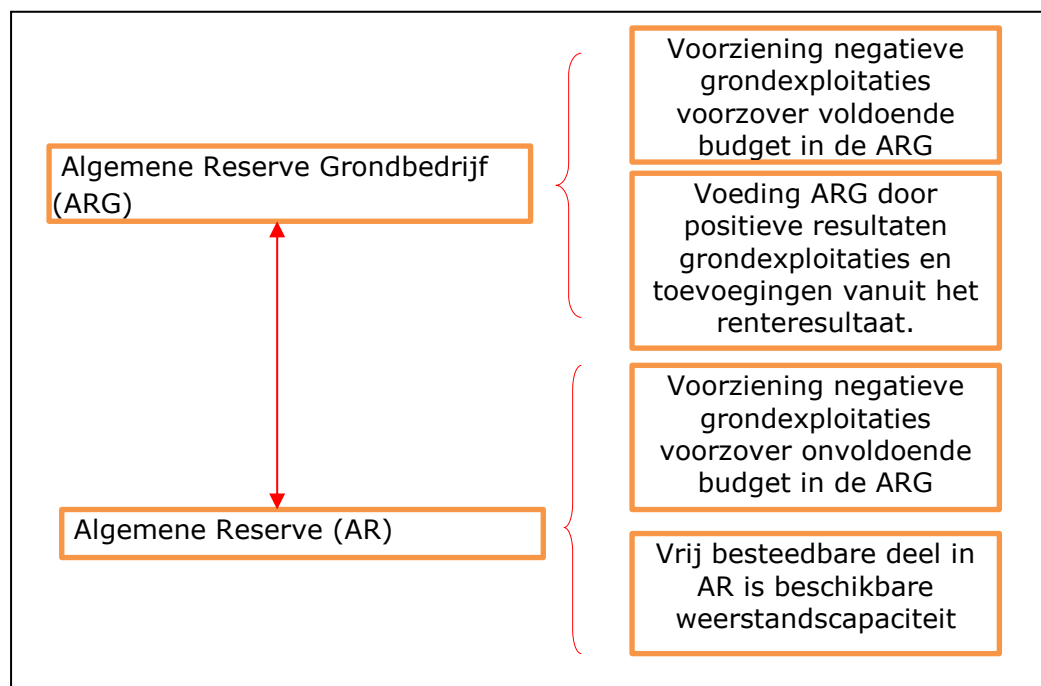 Voorziening negatieve
grondexploitaties
voorzover voldoende
budget in de ARG
Algemene Reserve Grondbedrijf
(ARG)
Voeding ARG door
positieve resultaten
grondexploitaties en
toevoegingen vanuit het
renteresultaat.
Voorziening negatieve
grondexploitaties
voorzover onvoldoende
budget in de ARG
Algemene Reserve (AR)
Vrij besteedbare deel in
AR is beschikbare
weerstandscapaciteit